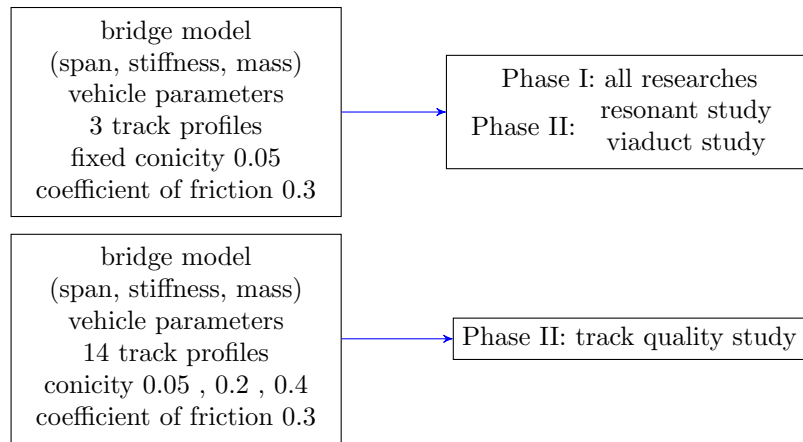 bridge model
(span, stiffness, mass)
vehicle parameters
3 track profiles
fixed conicity 0.05
coefficient of friction 0.3
Phase I: all researches
Phase II: resonant study
viaduct study
bridge model
(span, stiffness, mass)
vehicle parameters
14 track profiles
conicity 0.05 , 0.2 , 0.4
coefficient of friction 0.3
Phase II: track quality study